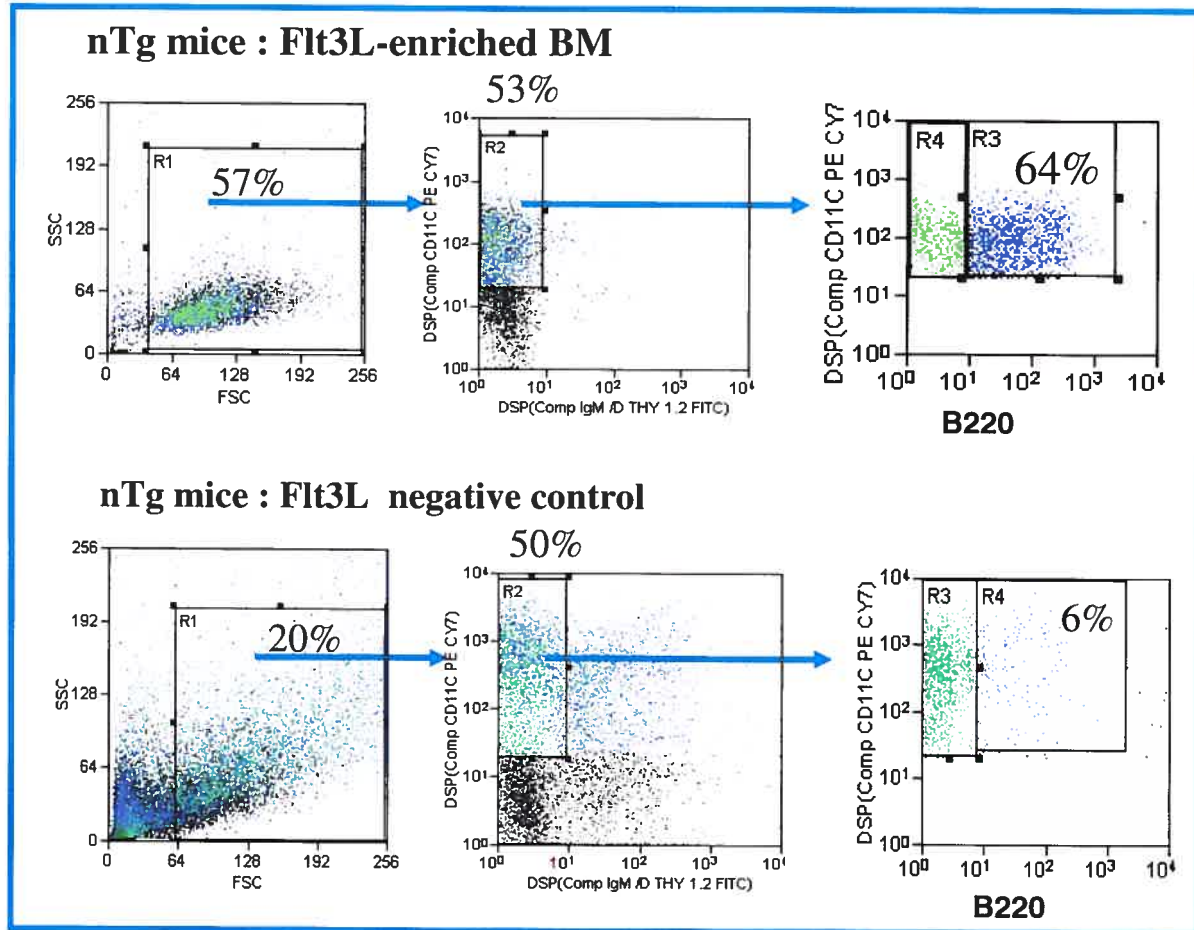 nTg mice : Flt3L-enriched BM
53%
256
192
128
64
0
SSC
R1
57%
0 64 128 192 256
FSC
DSP(Comp CD11C PE CY7)
10⁴
10³
10²
10¹
10⁰
R2
10⁰ 10¹ 10² 10³ 10⁴
DSP(Comp IgM /D THY 1.2 FITC)
DSP(Comp CD11C PE CY7
10⁴
10³
10²
10¹
10⁰
R4 R3
64%
10⁰ 10¹ 10² 10³ 10⁴
B220
nTg mice : Flt3L negative control
50%
256
192
128
64
0
SSC
R1
20%
0 64 128 192 256
FSC
DSP(Comp CD11C PE CY7)
10⁴
10³
10²
10¹
10⁰
R2
10⁰ 10¹ 10² 10³ 10⁴
DSP(Comp IgM /D THY 1.2 FITC)
DSP(Comp CD11C PE CY7)
10⁴
10³
10²
10¹
10⁰
R3 R4
6%
10⁰ 10¹ 10² 10³ 10⁴
B220